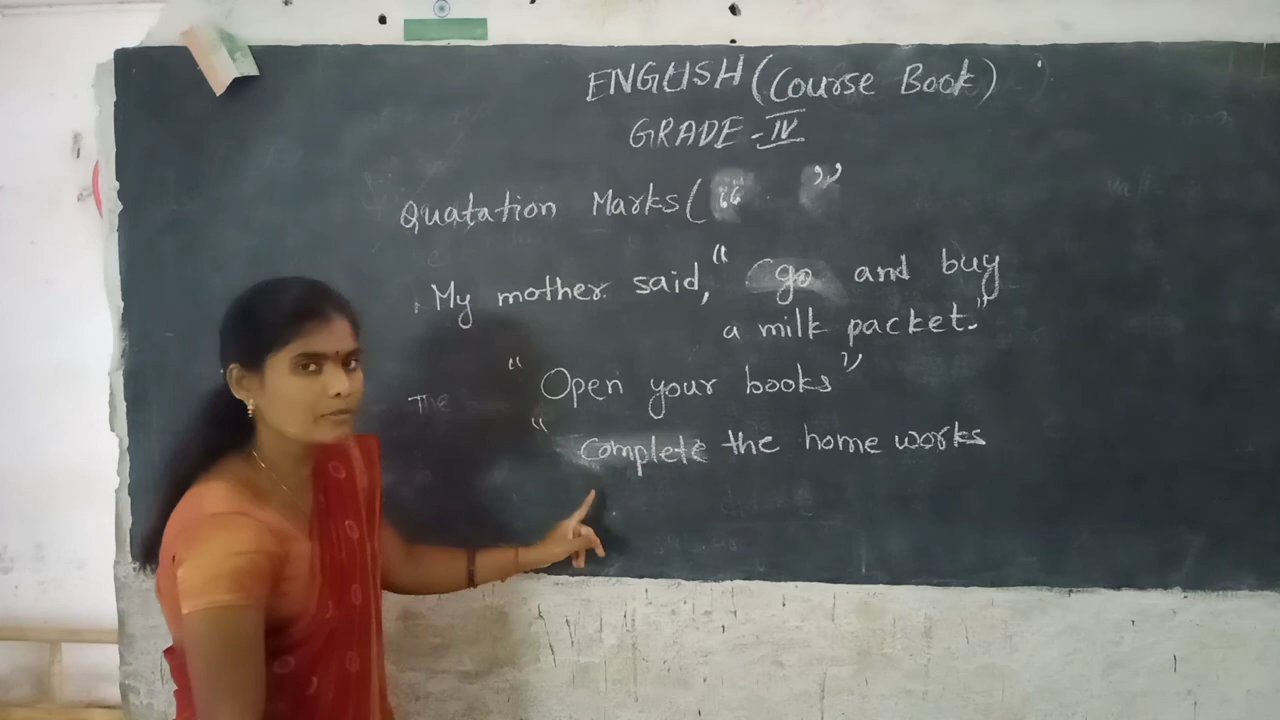 ENGLISH (Course Book)
GRADE - IV
Quatation Marks ( “ ”
My mother said, “ go and buy
a milk packet.”
“ Open your books ”
The
“ complete the home works